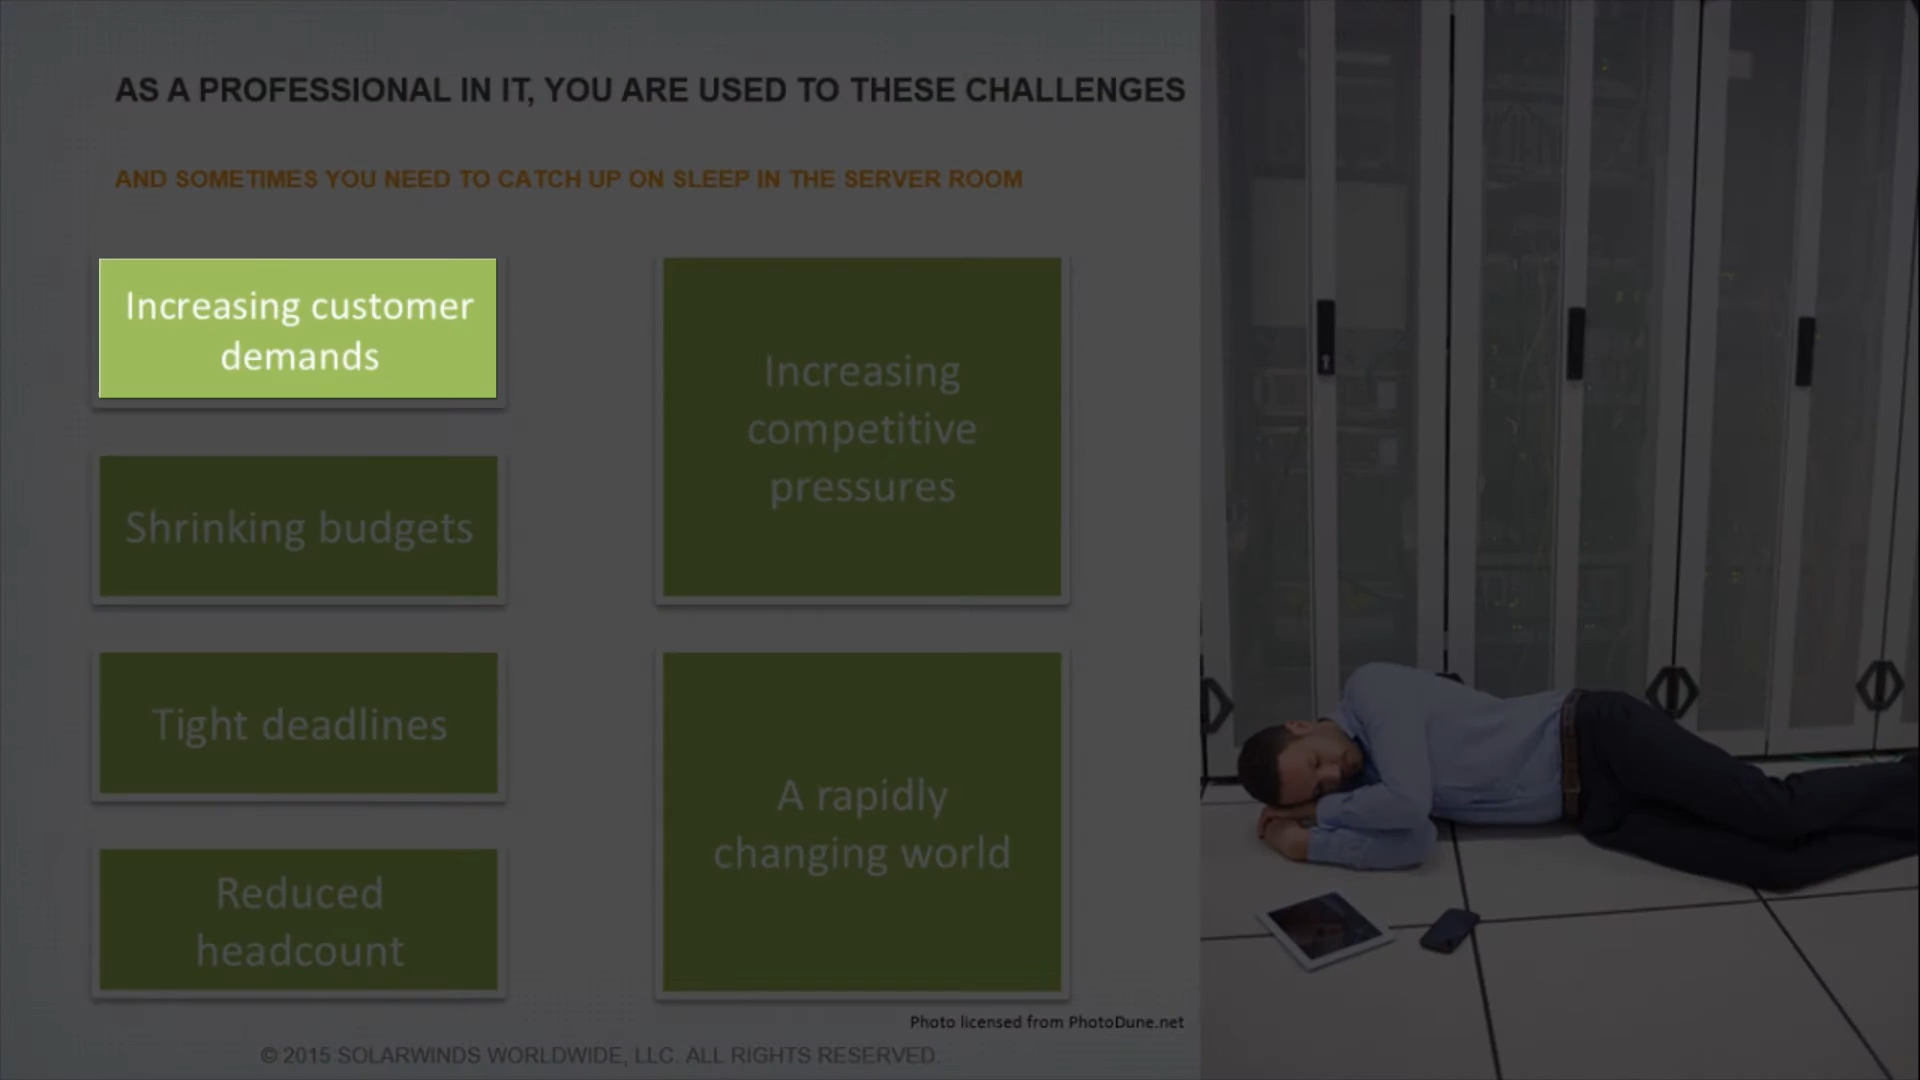 AS A PROFESSIONAL IN IT, YOU ARE USED TO THESE CHALLENGES
AND SOMETIMES YOU NEED TO CATCH UP ON SLEEP IN THE SERVER ROOM
Increasing customer
demands
Shrinking budgets
Tight deadlines
Reduced
headcount
Increasing
competitive
pressures
A rapidly
changing world
Photo licensed from PhotoDune.net
© 2015 SOLARWINDS WORLDWIDE, LLC. ALL RIGHTS RESERVED.